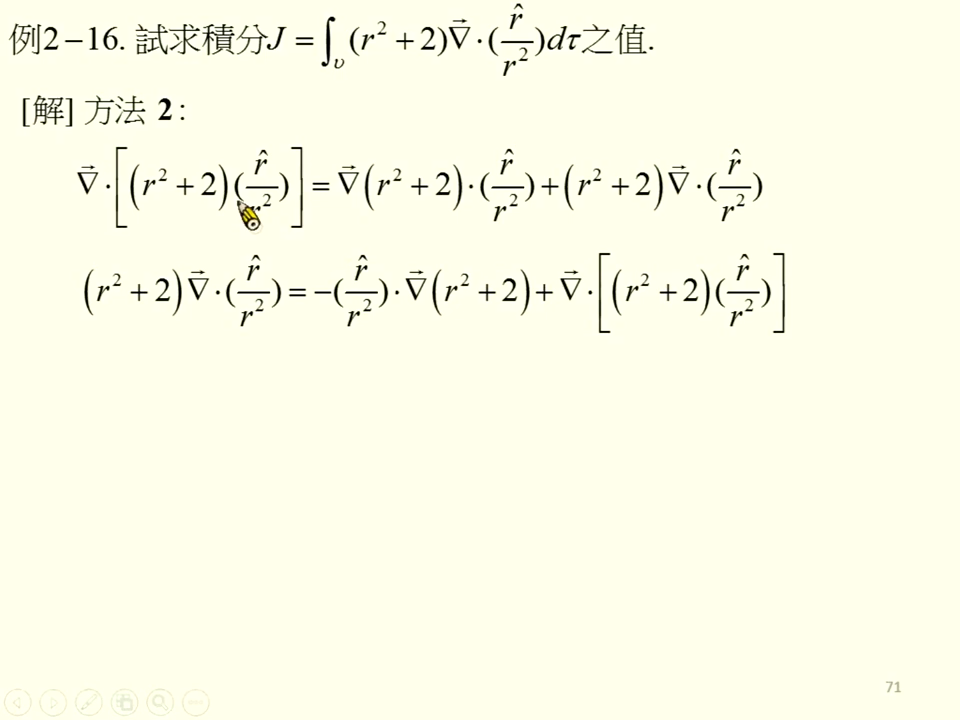 例2−16. 試求積分J = ∫_υ (r² + 2)∇⃗ · (r̂/r²)dτ之值.
[解] 方法 2 :
∇⃗ · [(r² + 2)(r̂/r²)] = ∇⃗(r² + 2) · (r̂/r²) + (r² + 2)∇⃗ · (r̂/r²)
(r² + 2)∇⃗ · (r̂/r²) = −(r̂/r²) · ∇⃗(r² + 2) + ∇⃗ · [(r² + 2)(r̂/r²)]
71